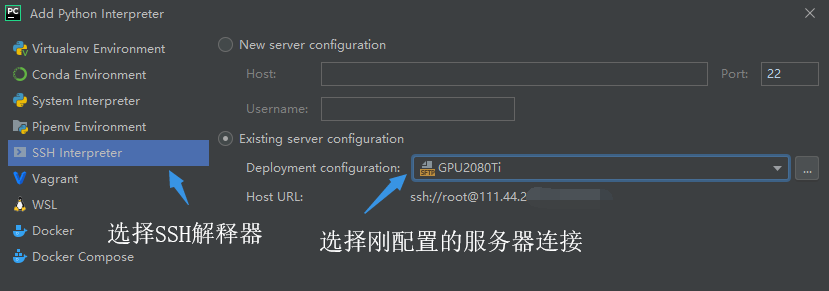 PC
Add Python Interpreter
Virtualenv Environment
Conda Environment
System Interpreter
Pipenv Environment
SSH Interpreter
Vagrant
WSL
Docker
Docker Compose
New server configuration
Host:
Port: 22
Username:
Existing server configuration
Deployment configuration: SFTP GPU2080Ti ...
Host URL: ssh://root@111.44.2
选择SSH解释器
选择刚配置的服务器连接